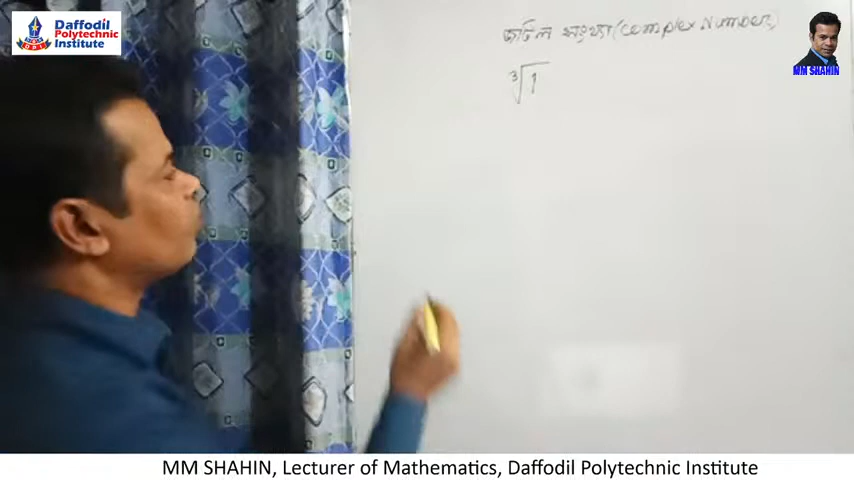 Daffodil
Polytechnic
Institute
জটিল সংখ্যা (complex Number)
MM SHAHIN
∛1
MM SHAHIN, Lecturer of Mathematics, Daffodil Polytechnic Institute